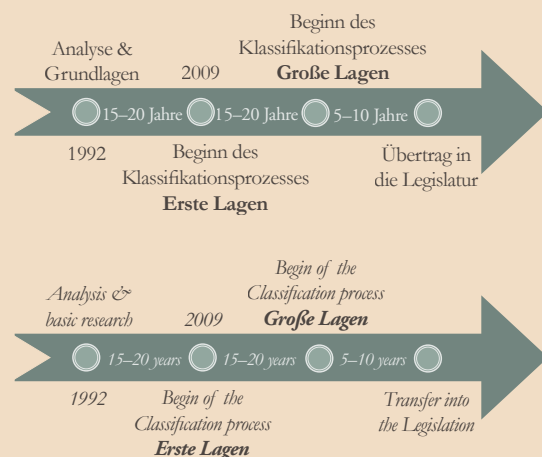 Beginn des
Klassifikationsprozesses
Große Lagen
Analyse &
Grundlagen
2009
15–20 Jahre
15–20 Jahre
5–10 Jahre
1992
Beginn des
Klassifikationsprozesses
Erste Lagen
Übertrag in
die Legislatur
Begin of the
Classification process
Große Lagen
Analysis &
basic research
2009
15–20 years
15–20 years
5–10 years
1992
Begin of the
Classification process
Erste Lagen
Transfer into
the Legislation